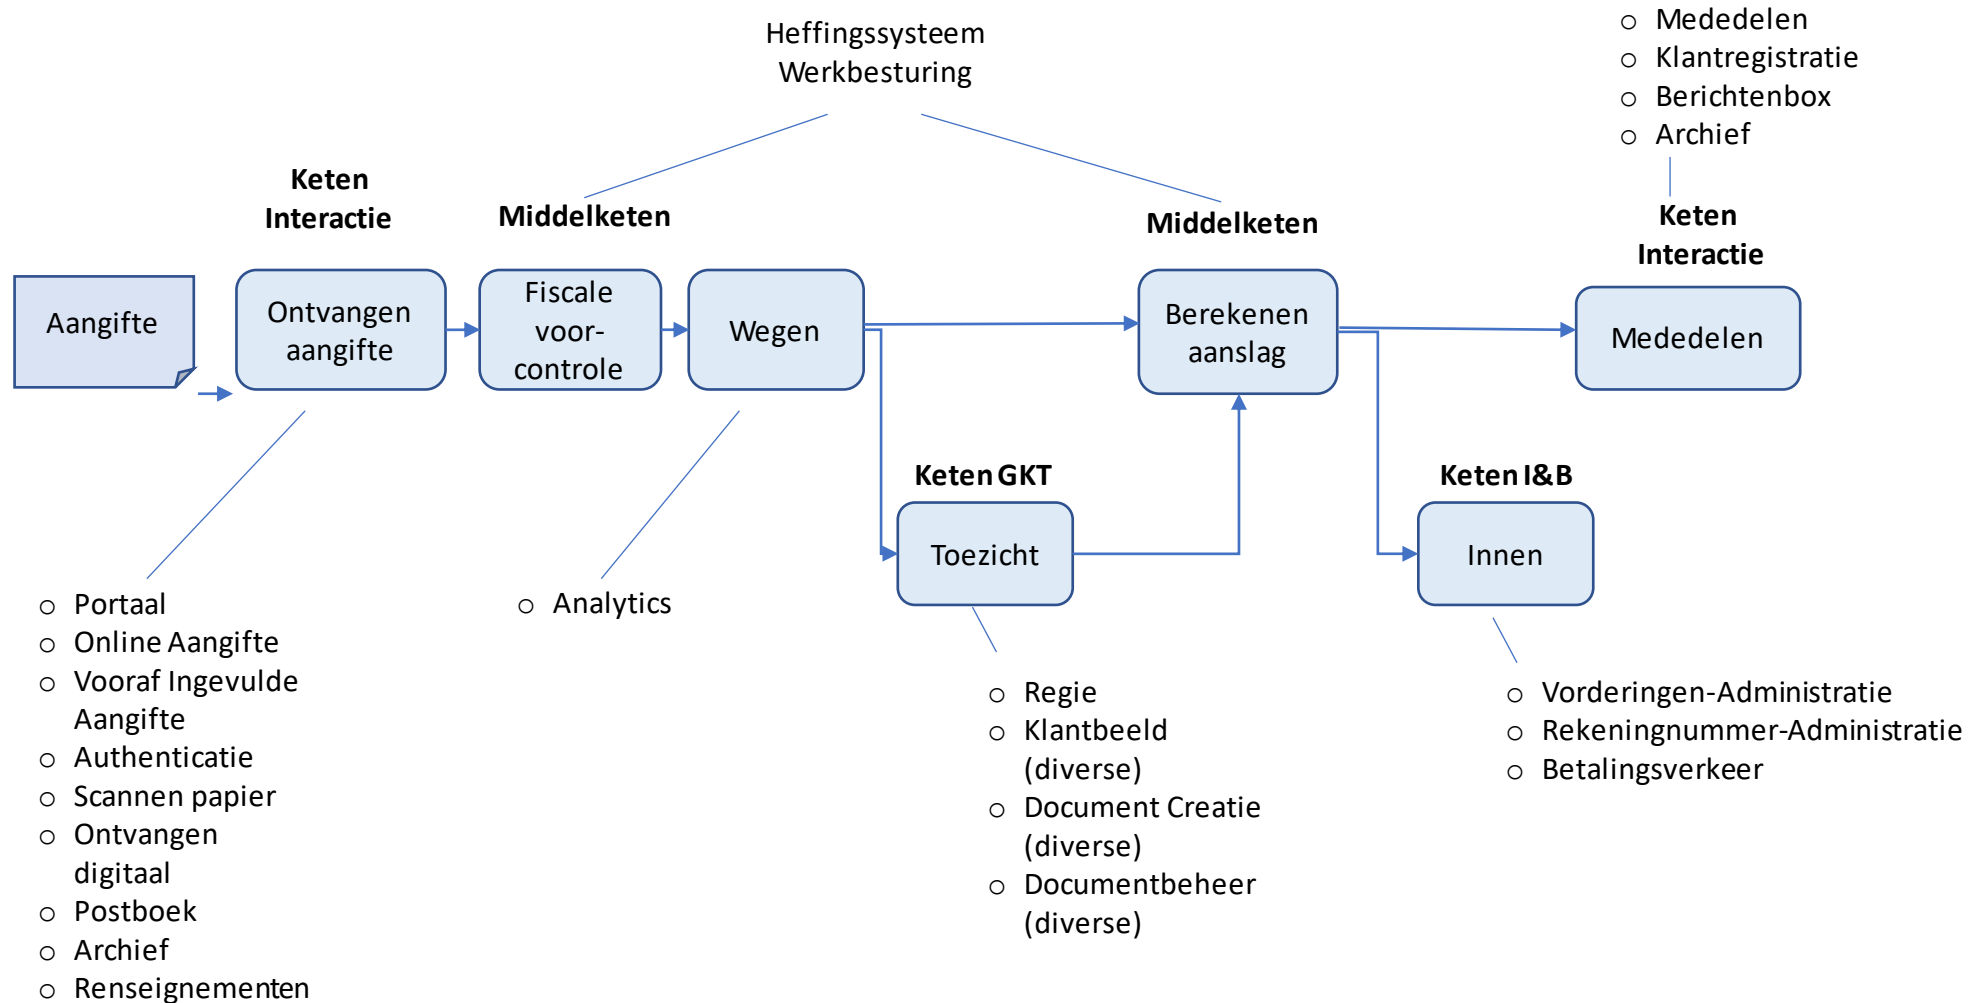 Heffingssysteem
Werkbesturing
○ Mededelen
○ Klantregistratie
○ Berichtenbox
○ Archief
Keten
Interactie
Middelketen
Middelketen
Keten
Interactie
Aangifte
Ontvangen
aangifte
Fiscale
voor-
controle
Wegen
Berekenen
aanslag
Mededelen
Keten GKT
Toezicht
Keten I&B
Innen
○ Portaal
○ Online Aangifte
○ Vooraf Ingevulde
Aangifte
○ Authenticatie
○ Scannen papier
○ Ontvangen
digitaal
○ Postboek
○ Archief
○ Renseignementen
○ Analytics
○ Regie
○ Klantbeeld
(diverse)
○ Document Creatie
(diverse)
○ Documentbeheer
(diverse)
○ Vorderingen-Administratie
○ Rekeningnummer-Administratie
○ Betalingsverkeer